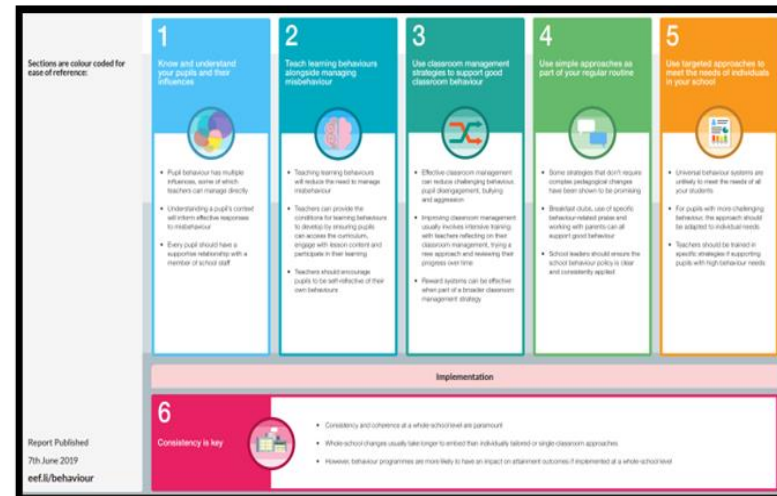 Sections are colour coded for
ease of reference:
1
Know and understand
your pupils and their
influences
• Pupil behaviour has multiple
influences, some of which
teachers can manage directly
• Understanding a pupil's context
will inform effective responses
to misbehaviour
• Every pupil should have a
supportive relationship with a
member of school staff
2
Teach learning behaviours
alongside managing
misbehaviour
• Teaching learning behaviours
will reduce the need to manage
misbehaviour
• Teachers can provide the
conditions for learning behaviours
to develop by ensuring pupils
can access the curriculum,
engage with lesson content and
participate in their learning
• Teachers should encourage
pupils to be self-reflective of their
own behaviours
3
Use classroom management
strategies to support good
classroom behaviour
• Effective classroom management
can reduce challenging behaviour,
pupil disengagement, bullying
and aggression
• Improving classroom management
usually involves intensive training
with teachers reflecting on their
classroom management, trying a
new approach and reviewing their
progress over time
• Reward systems can be effective
when part of a broader classroom
management strategy
4
Use simple approaches as
part of your regular routine
• Some strategies that don't require
complex pedagogical changes
have been shown to be promising
• Breakfast clubs, use of specific
behaviour-related praise and
working with parents can all
support good behaviour
• School leaders should ensure the
school behaviour policy is clear
and consistently applied
5
Use targeted approaches to
meet the needs of individuals
in your school
• Universal behaviour systems are
unlikely to meet the needs of all
your students
• For pupils with more challenging
behaviour, the approach should
be adapted to individual needs
• Teachers should be trained in
specific strategies if supporting
pupils with high behaviour needs
Implementation
6
Consistency is key
• Consistency and coherence at a whole-school level are paramount
• Whole-school changes usually take longer to embed than individually tailored or single-classroom approaches
• However, behaviour programmes are more likely to have an impact on attainment outcomes if implemented at a whole-school level
Report Published
7th June 2019
eef.li/behaviour